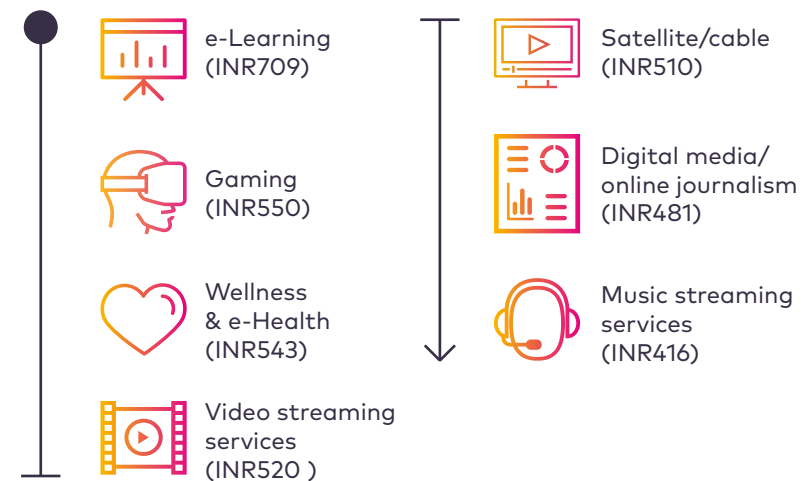 e-Learning
(INR709)
Gaming
(INR550)
Wellness
& e-Health
(INR543)
Video streaming
services
(INR520 )
Satellite/cable
(INR510)
Digital media/
online journalism
(INR481)
Music streaming
services
(INR416)